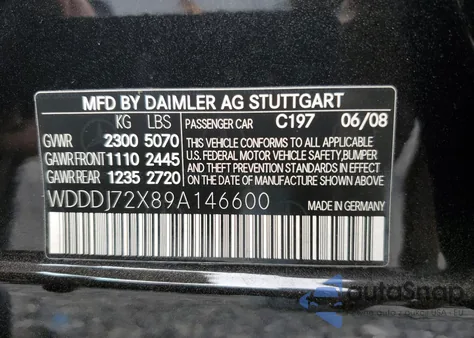 MFD BY DAIMLER AG STUTTGART
KG LBS PASSENGER CAR C197 06/08
GVWR 2300 5070 THIS VEHICLE CONFORMS TO ALL APPLICABLE
GAWR FRONT 1110 2445 U.S. FEDERAL MOTOR VEHICLE SAFETY, BUMPER
GAWR REAR 1235 2720 AND THEFT PREVENTION STANDARDS IN EFFECT
ON THE DATE OF MANUFACTURE SHOWN ABOVE.
WDDDJ72X89A146600 MADE IN GERMANY
autoSnap